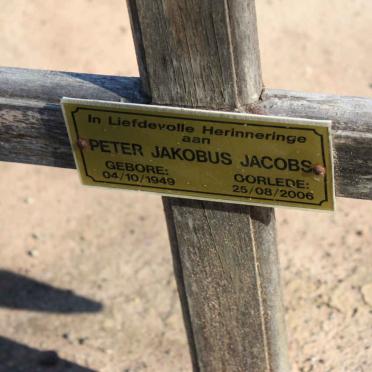 In Liefdevolle Herinneringe
aan
PETER JAKOBUS JACOBS
GEBORE: OORLEDE:
04/10/1949 25/08/2006